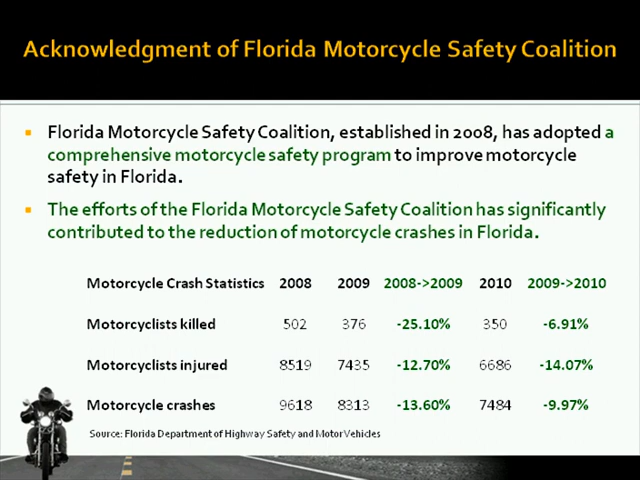 Acknowledgment of Florida Motorcycle Safety Coalition
Florida Motorcycle Safety Coalition, established in 2008, has adopted a
comprehensive motorcycle safety program to improve motorcycle
safety in Florida.
The efforts of the Florida Motorcycle Safety Coalition has significantly
contributed to the reduction of motorcycle crashes in Florida.
Motorcycle Crash Statistics 2008 2009 2008->2009 2010 2009->2010
Motorcyclists killed 502 376 -25.10% 350 -6.91%
Motorcyclists injured 8519 7435 -12.70% 6686 -14.07%
Motorcycle crashes 9618 8313 -13.60% 7484 -9.97%
Source: Florida Department of Highway Safety and Motor Vehicles